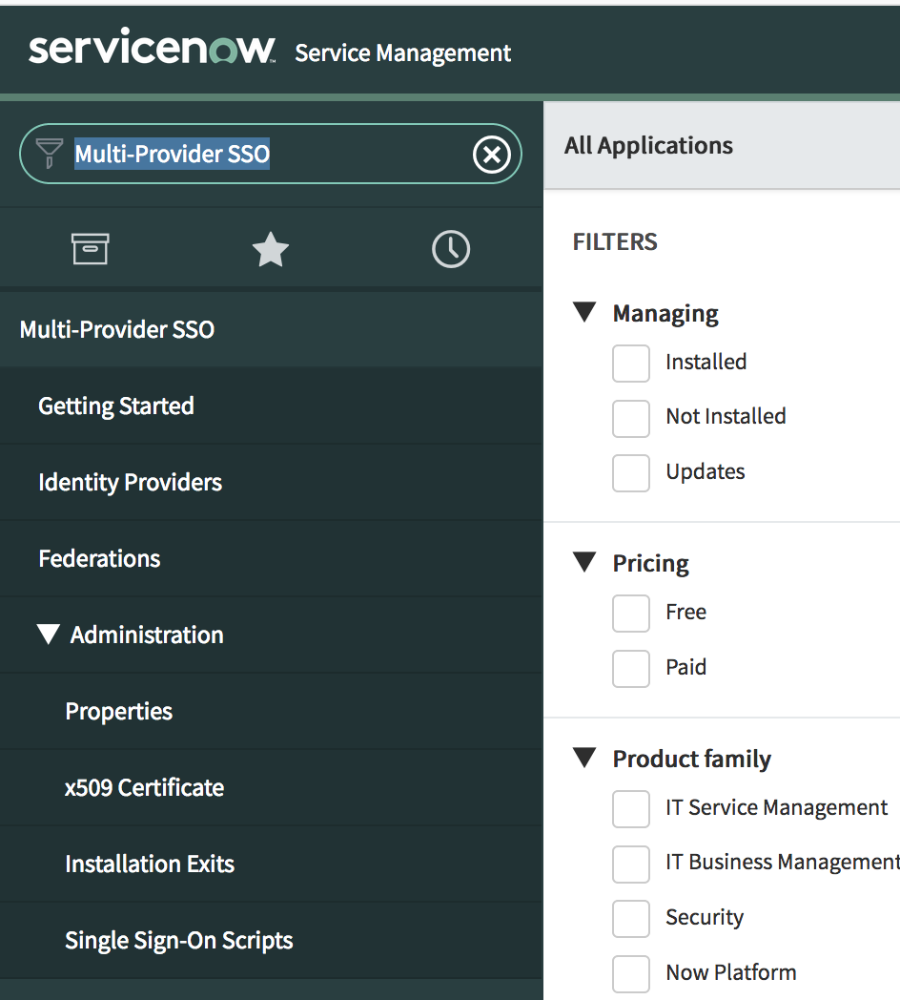 servicenow™ Service Management
Multi-Provider SSO
Multi-Provider SSO
Getting Started
Identity Providers
Federations
Administration
Properties
x509 Certificate
Installation Exits
Single Sign-On Scripts
All Applications
FILTERS
Managing
Installed
Not Installed
Updates
Pricing
Free
Paid
Product family
IT Service Management
IT Business Management
Security
Now Platform